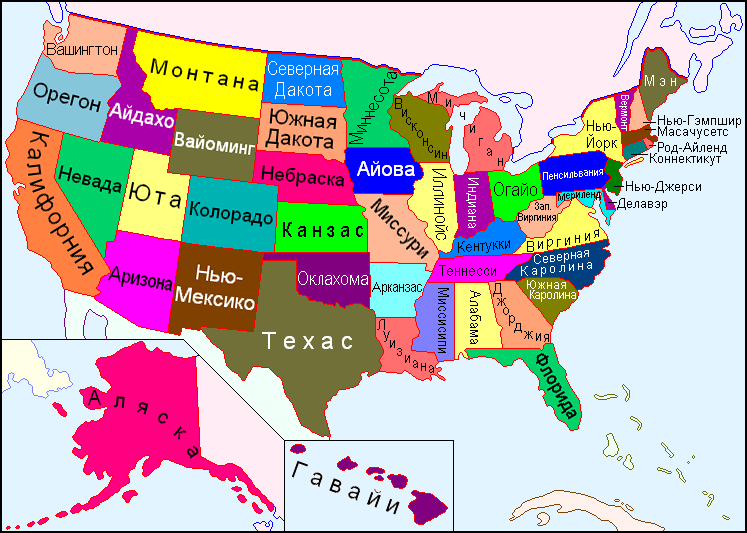 Вашингтон
Монтана
Северная
Дакота
Миннесота
Мичиган
Мэн
Вермонт
Орегон
Айдахо
Вайоминг
Южная
Дакота
Висконсин
Нью-
Йорк
Нью-Гэмпшир
Масачусетс
Род-Айленд
Коннектикут
Калифорния
Невада
Юта
Колорадо
Небраска
Айова
Иллинойс
Индиана
Огайо
Пенсильвания
Нью-Джерси
Мериленд
Делавэр
Зап.
Виргиния
Канзас
Миссури
Кентукки
Виргиния
Аризона
Нью-
Мексико
Оклахома
Арканзас
Теннесси
Северная
Каролина
Южная
Каролина
Техас
Луизиана
Миссисипи
Алабама
Джорджия
Флорида
Аляска
Гавайи